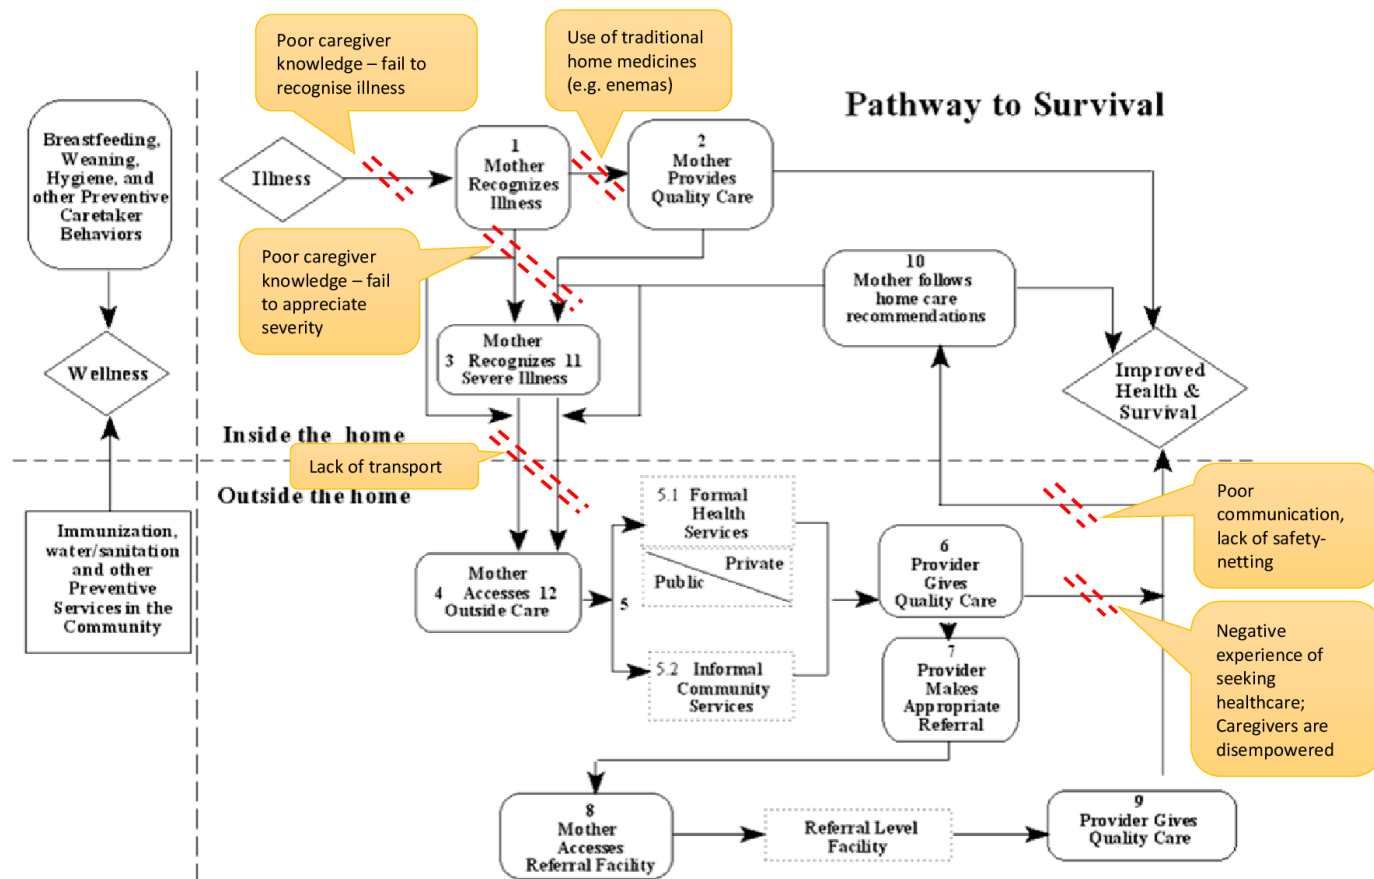 Poor caregiver
knowledge – fail to
recognise illness
Use of traditional
home medicines
(e.g. enemas)
Pathway to Survival
Breastfeeding,
Weaning,
Hygiene, and
other Preventive
Caretaker
Behaviors
Illness
1
Mother
Recognizes
Illness
2
Mother
Provides
Quality Care
Poor caregiver
knowledge – fail
to appreciate
severity
10
Mother follows
home care
recommendations
Mother
3 Recognizes 11
Severe Illness
Wellness
Improved
Health &
Survival
Inside the home
Lack of transport
Outside the home
5.1 Formal
Health
Services
Private
Public
Poor
communication,
lack of safety-
netting
Immunization,
water/sanitation
and other
Preventive
Services in the
Community
Mother
4 Accesses 12
Outside Care
5
6
Provider
Gives
Quality Care
5.2 Informal
Community
Services
7
Provider
Makes
Appropriate
Referral
Negative
experience of
seeking
healthcare;
Caregivers are
disempowered
8
Mother
Accesses
Referral Facility
Referral Level
Facility
9
Provider Gives
Quality Care